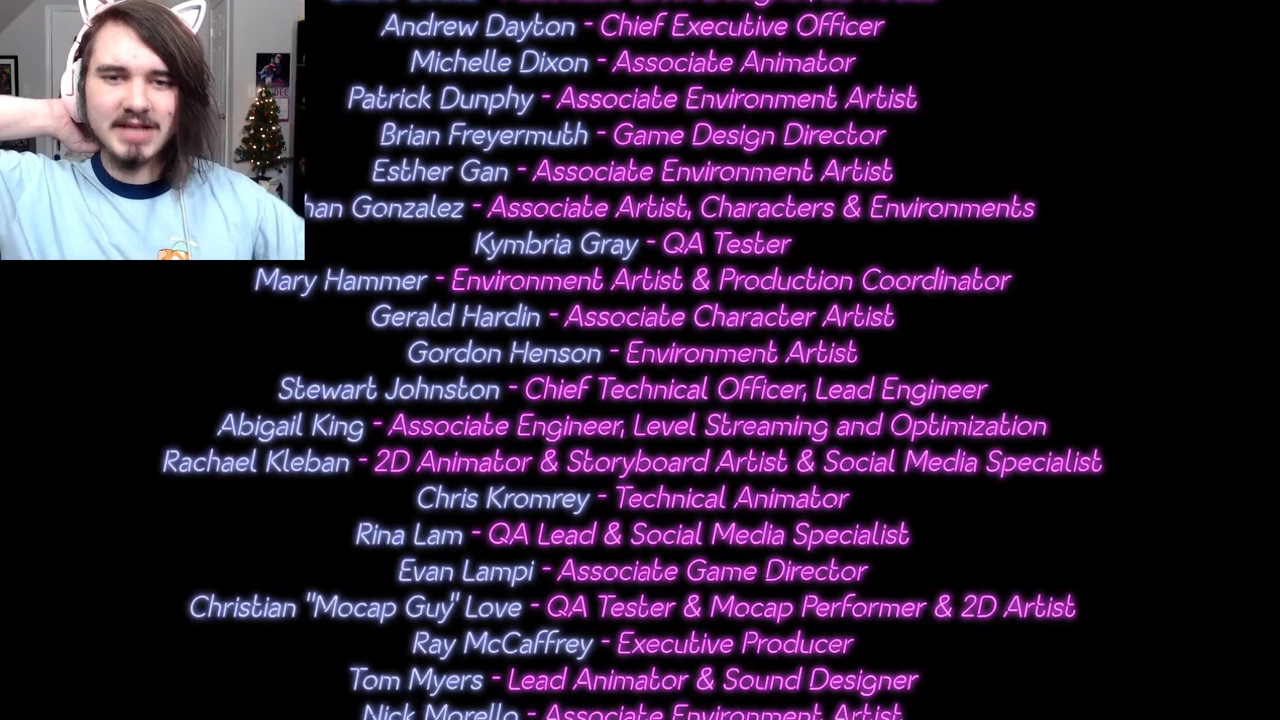 Andrew Dayton - Chief Executive Officer
Michelle Dixon - Associate Animator
Patrick Dunphy - Associate Environment Artist
Brian Freyermuth - Game Design Director
Esther Gan - Associate Environment Artist
Gonzalez - Associate Artist, Characters & Environments
Kymbria Gray - QA Tester
Mary Hammer - Environment Artist & Production Coordinator
Gerald Hardin - Associate Character Artist
Gordon Henson - Environment Artist
Stewart Johnston - Chief Technical Officer, Lead Engineer
Abigail King - Associate Engineer, Level Streaming and Optimization
Rachael Kleban - 2D Animator & Storyboard Artist & Social Media Specialist
Chris Kromrey - Technical Animator
Rina Lam - QA Lead & Social Media Specialist
Evan Lampi - Associate Game Director
Christian "Mocap Guy" Love - QA Tester & Mocap Performer & 2D Artist
Ray McCaffrey - Executive Producer
Tom Myers - Lead Animator & Sound Designer
Nick Morello - Associate Environment Artist